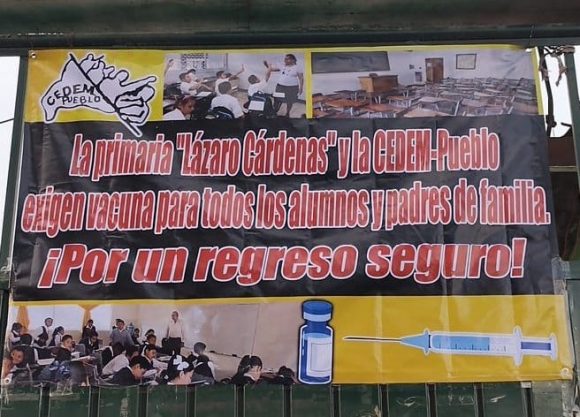 CEDEM
PUEBLO
La primaria "Lázaro Cárdenas" y la CEDEM-Pueblo
exigen vacuna para todos los alumnos y padres de familia.
¡Por un regreso seguro!